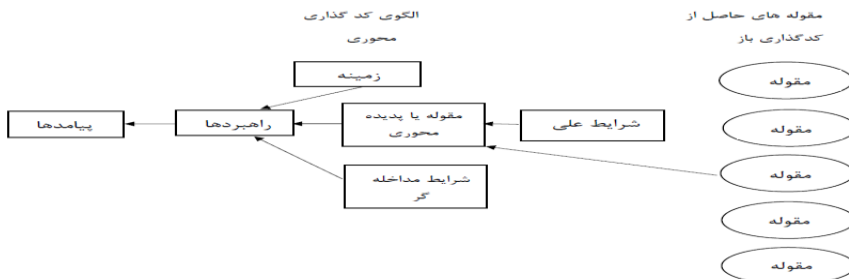 مقوله های حاصل از
کدگذاری باز
الگوی کد گذاری
محوری
مقوله
مقوله
مقوله
مقوله
مقوله
زمینه
شرایط علی
مقوله یا پدیده
محوری
راهبردها
پیامدها
شرایط مداخله
گر